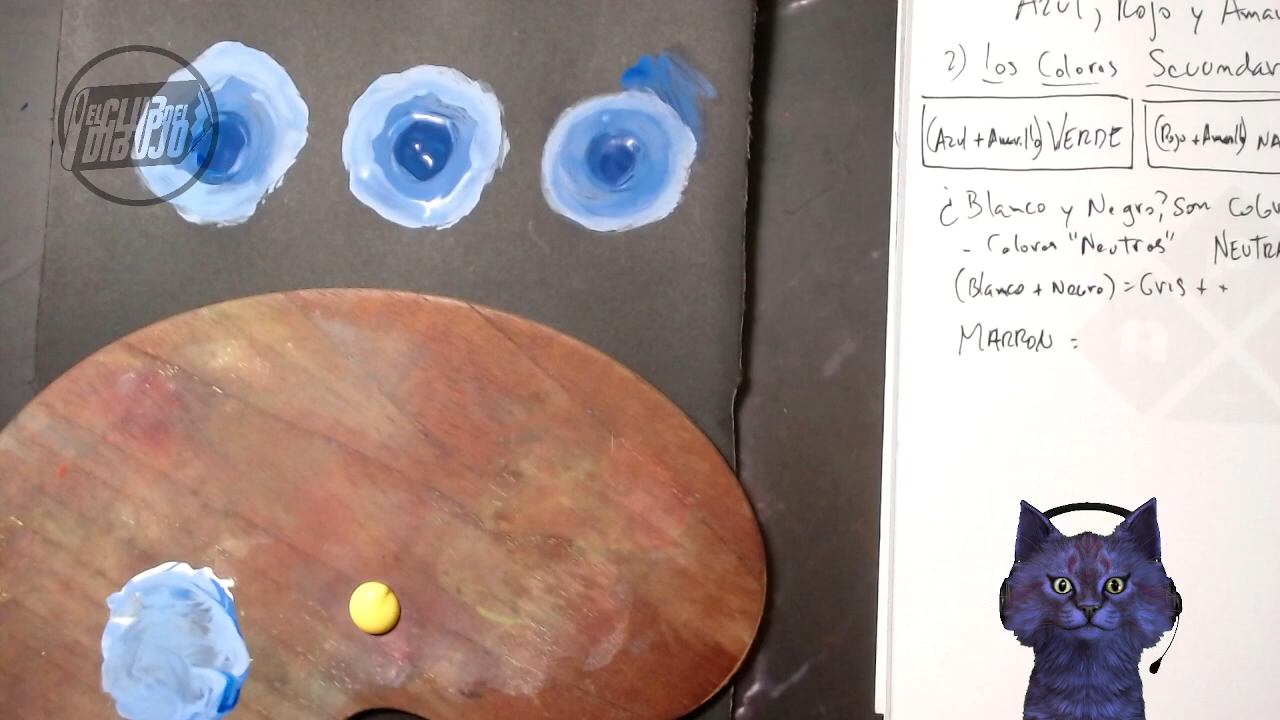 EL CLUB DEL
DIBUJO
Azul, Rojo y Amar
2) Los Colores Secundar
(Azul + Amarillo) VERDE
(Rojo + Amarillo) NA
¿Blanco y Negro? Son Colo
- Colores "Neutros" NEUTRA
(Blanco + Negro) = Gris + +
MARRON =
A